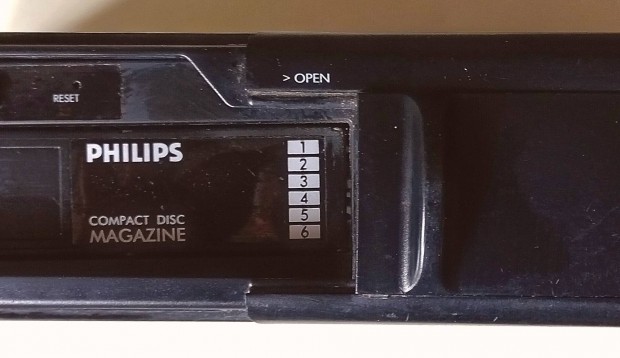 > OPEN
RESET
PHILIPS
COMPACT DISC
MAGAZINE
1
2
3
4
5
6